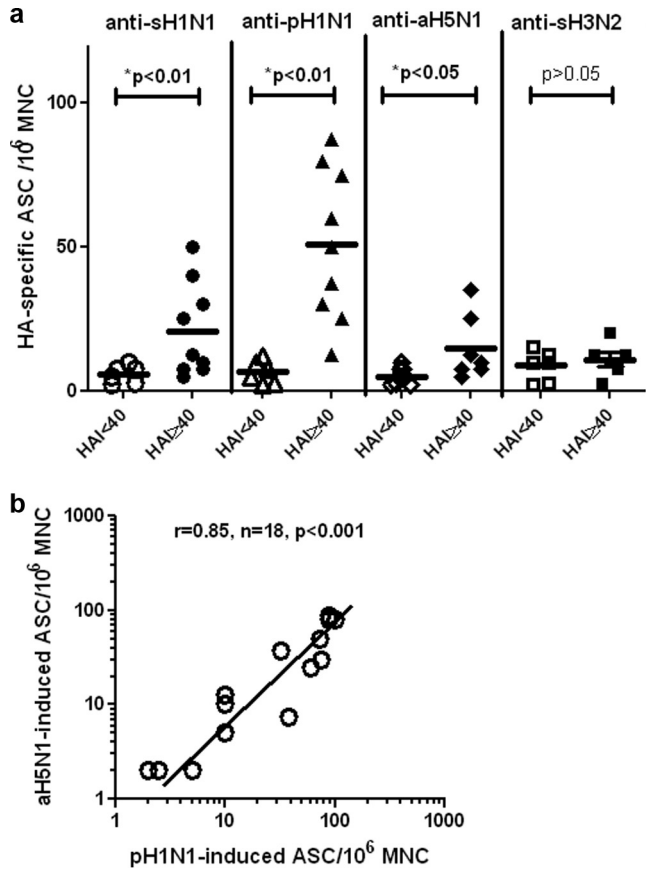 a
anti-sH1N1 anti-pH1N1 anti-aH5N1 anti-sH3N2
*p<0.01 *p<0.01 *p<0.05 p>0.05
HA-specific ASC /10⁶ MNC
100
50
0
HAI<40 HAI≥40 HAI<40 HAI≥40 HAI<40 HAI≥40 HAI<40 HAI≥40
b
r=0.85, n=18, p<0.001
aH5N1-induced ASC/10⁶ MNC
1000
100
10
1
1 10 100 1000
pH1N1-induced ASC/10⁶ MNC